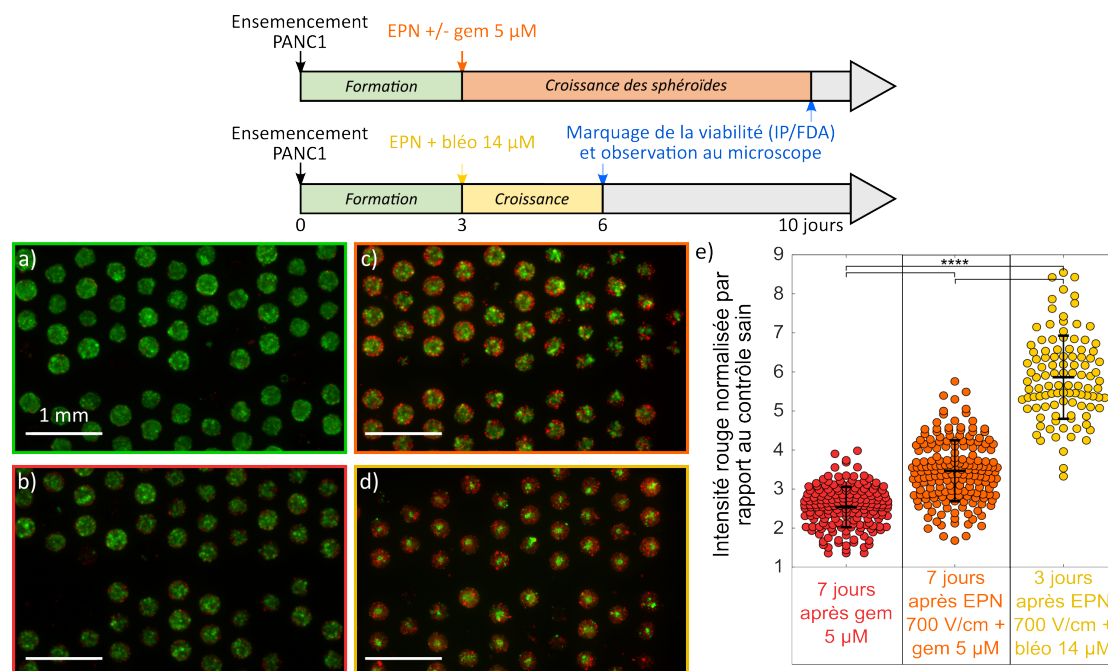 Ensemencement
PANC1
EPN +/- gem 5 µM
Formation
Croissance des sphéroïdes
Ensemencement
PANC1
EPN + bléo 14 µM
Marquage de la viabilité (IP/FDA)
et observation au microscope
Formation
Croissance
0
3
6
10 jours
a)
1 mm
b)
c)
d)
e)
Intensité rouge normalisée par
rapport au contrôle sain
9
8
7
6
5
4
3
2
1
****
7 jours
après gem
5 µM
7 jours
après EPN
700 V/cm +
gem 5 µM
3 jours
après EPN
700 V/cm +
bléo 14 µM